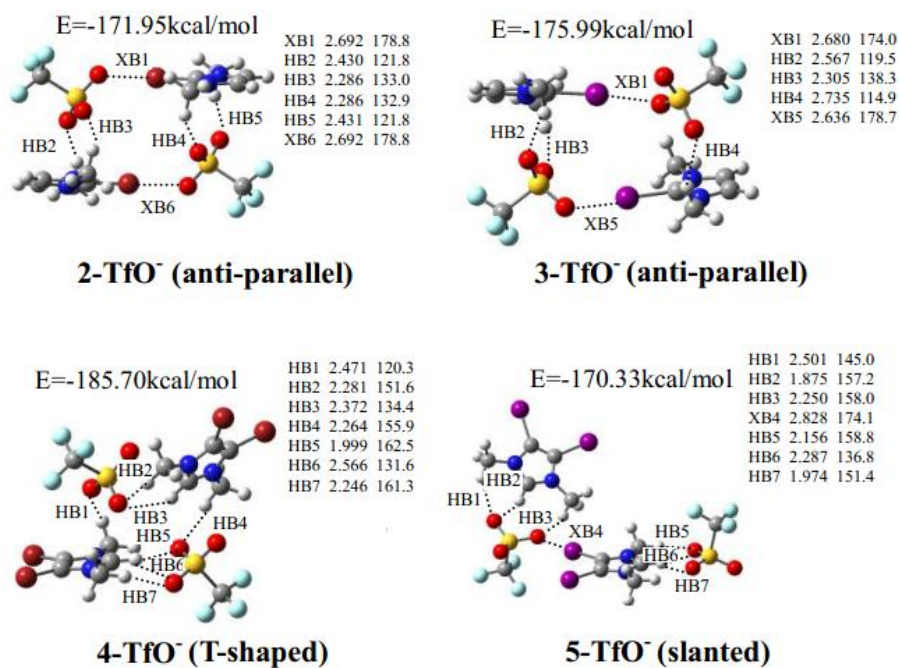 E=-171.95kcal/mol
XB1 2.692 178.8
HB2 2.430 121.8
HB3 2.286 133.0
HB4 2.286 132.9
HB5 2.431 121.8
XB6 2.692 178.8
XB1
HB5
HB3
HB4
HB2
XB6
2-TfO⁻ (anti-parallel)
E=-175.99kcal/mol
XB1 2.680 174.0
HB2 2.567 119.5
HB3 2.305 138.3
HB4 2.735 114.9
XB5 2.636 178.7
XB1
HB2
HB3
HB4
XB5
3-TfO⁻ (anti-parallel)
E=-185.70kcal/mol
HB1 2.471 120.3
HB2 2.281 151.6
HB3 2.372 134.4
HB4 2.264 155.9
HB5 1.999 162.5
HB6 2.566 131.6
HB7 2.246 161.3
HB2
HB1
HB3
HB4
HB5
HB6
HB7
4-TfO⁻ (T-shaped)
E=-170.33kcal/mol
HB1 2.501 145.0
HB2 1.875 157.2
HB3 2.250 158.0
XB4 2.828 174.1
HB5 2.156 158.8
HB6 2.287 136.8
HB7 1.974 151.4
HB1
HB2
HB3
XB4
HB5
HB6
HB7
5-TfO⁻ (slanted)